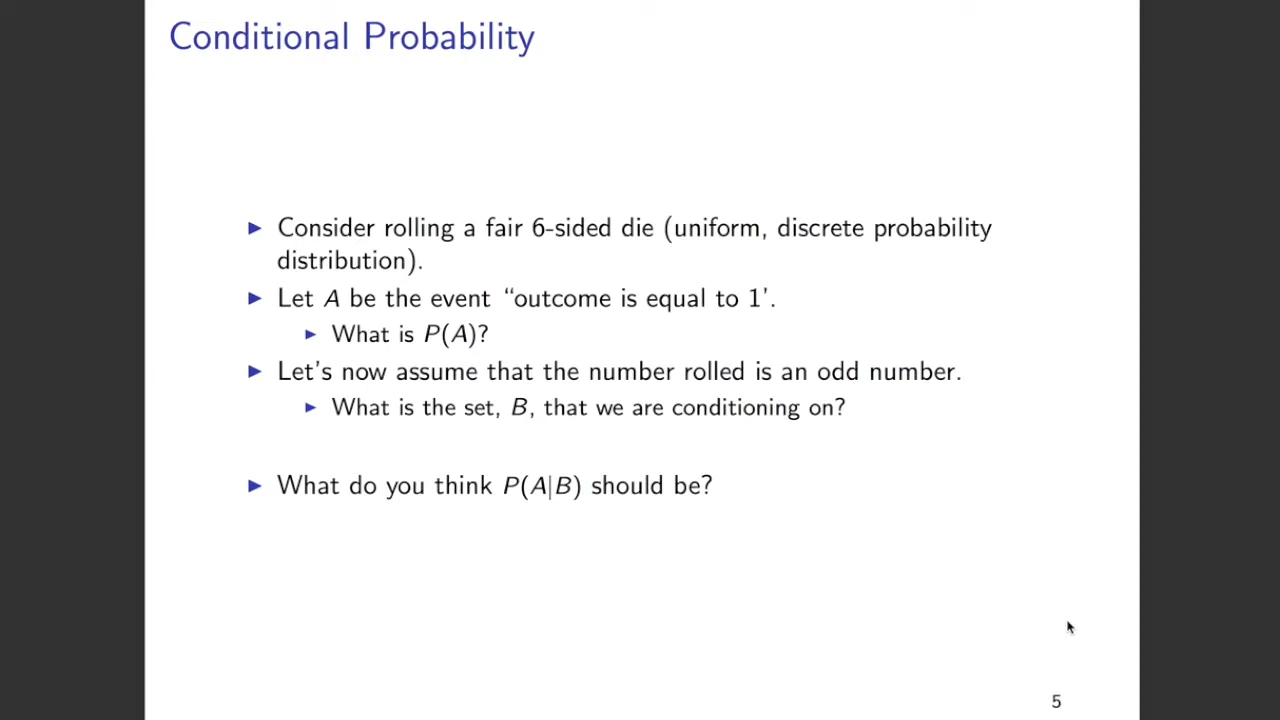 Conditional Probability
▶ Consider rolling a fair 6-sided die (uniform, discrete probability
distribution).
▶ Let A be the event “outcome is equal to 1’.
▶ What is P(A)?
▶ Let’s now assume that the number rolled is an odd number.
▶ What is the set, B, that we are conditioning on?
▶ What do you think P(A|B) should be?
5